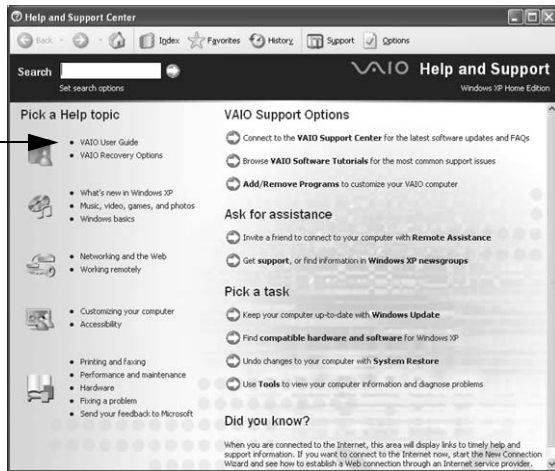 Help and Support Center
Back Index Favorites History Support Options
Search
Set search options
VAIO Help and Support
Windows XP Home Edition
Pick a Help topic
VAIO User Guide
VAIO Recovery Options
What's new in Windows XP
Music, video, games, and photos
Windows basics
Networking and the Web
Working remotely
Customizing your computer
Accessibility
Printing and faxing
Performance and maintenance
Hardware
Fixing a problem
Send your feedback to Microsoft
VAIO Support Options
Connect to the VAIO Support Center for the latest software updates and FAQs
Browse VAIO Software Tutorials for the most common support issues
Add/Remove Programs to customize your VAIO computer
Ask for assistance
Invite a friend to connect to your computer with Remote Assistance
Get support, or find information in Windows XP newsgroups
Pick a task
Keep your computer up-to-date with Windows Update
Find compatible hardware and software for Windows XP
Undo changes to your computer with System Restore
Use Tools to view your computer information and diagnose problems
Did you know?
When you are connected to the Internet, this area will display links to timely help and
support information. If you want to connect to the Internet now, start the New Connection
Wizard and see how to establish a Web connection through an Internet service provider.